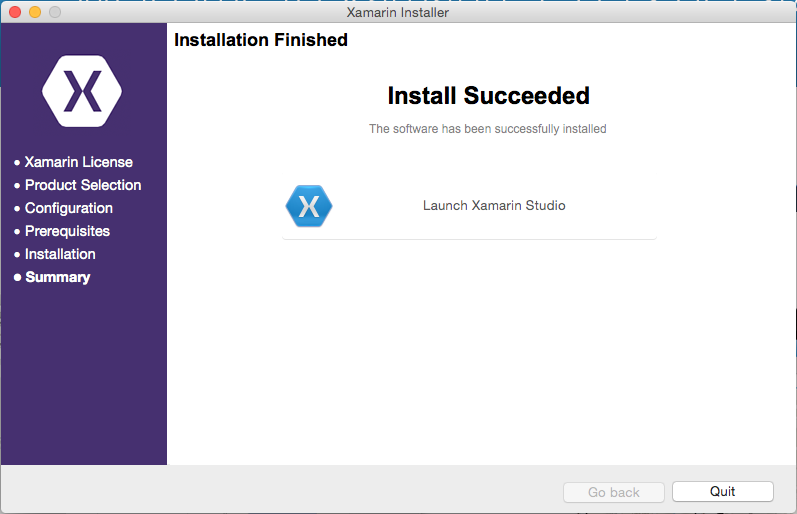 Xamarin Installer
Installation Finished
• Xamarin License
• Product Selection
• Configuration
• Prerequisites
• Installation
• Summary
Install Succeeded
The software has been successfully installed
Launch Xamarin Studio
Go back
Quit